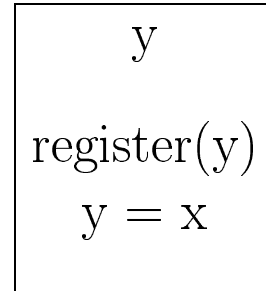 y
register(y)
y = x